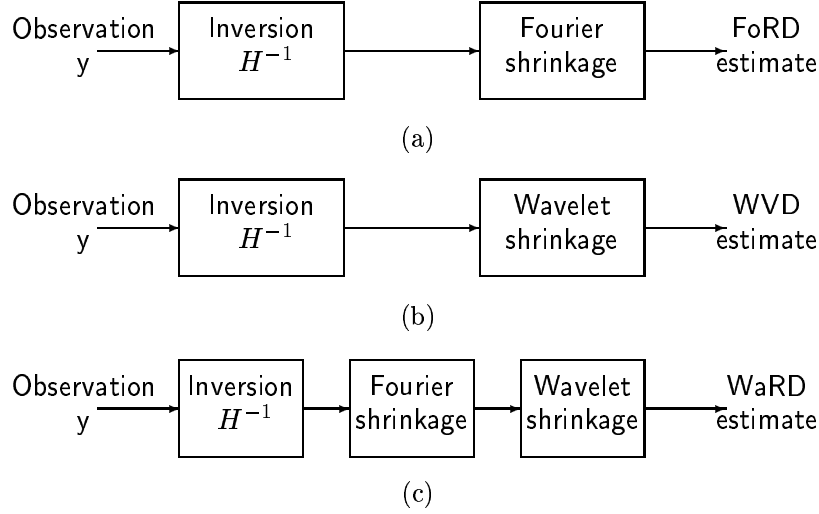 Observation
y
Inversion
H⁻¹
Fourier
shrinkage
FoRD
estimate
(a)
Observation
y
Inversion
H⁻¹
Wavelet
shrinkage
WVD
estimate
(b)
Observation
y
Inversion
H⁻¹
Fourier
shrinkage
Wavelet
shrinkage
WaRD
estimate
(c)